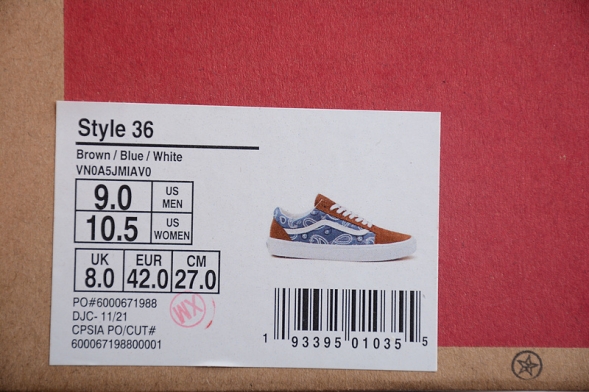 Style 36
Brown / Blue / White
VN0A5JMIAV0
9.0 US MEN
10.5 US WOMEN
UK EUR CM
8.0 42.0 27.0
PO#6000671988
DJC- 11/21
CPSIA PO/CUT#
600067198800001
XM
1 93395 01035 5